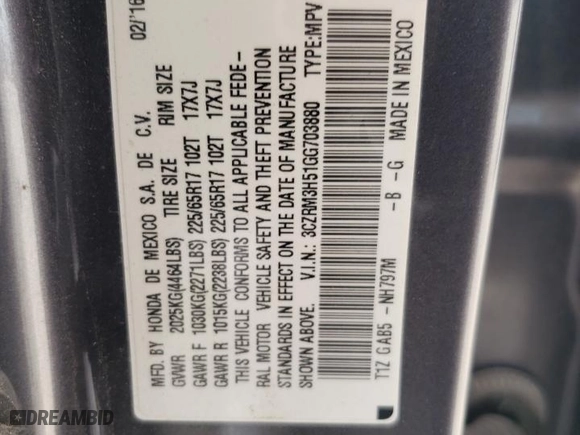 MFD. BY HONDA DE MEXICO S.A. DE C.V. 02/'16
GVWR 2025KG(4464LBS) TIRE SIZE RIM SIZE
GAWR F 1030KG(2271LBS) 225/65R17 102T 17X7J
GAWR R 1015KG(2238LBS) 225/65R17 102T 17X7J
THIS VEHICLE CONFORMS TO ALL APPLICABLE FEDE-
RAL MOTOR VEHICLE SAFETY AND THEFT PREVENTION
STANDARDS IN EFFECT ON THE DATE OF MANUFACTURE
SHOWN ABOVE. V.I.N.: 3CZRM3H51GG703880 TYPE:MPV
T1Z GAB5 -NH797M -B -G MADE IN MEXICO
DREAMBID